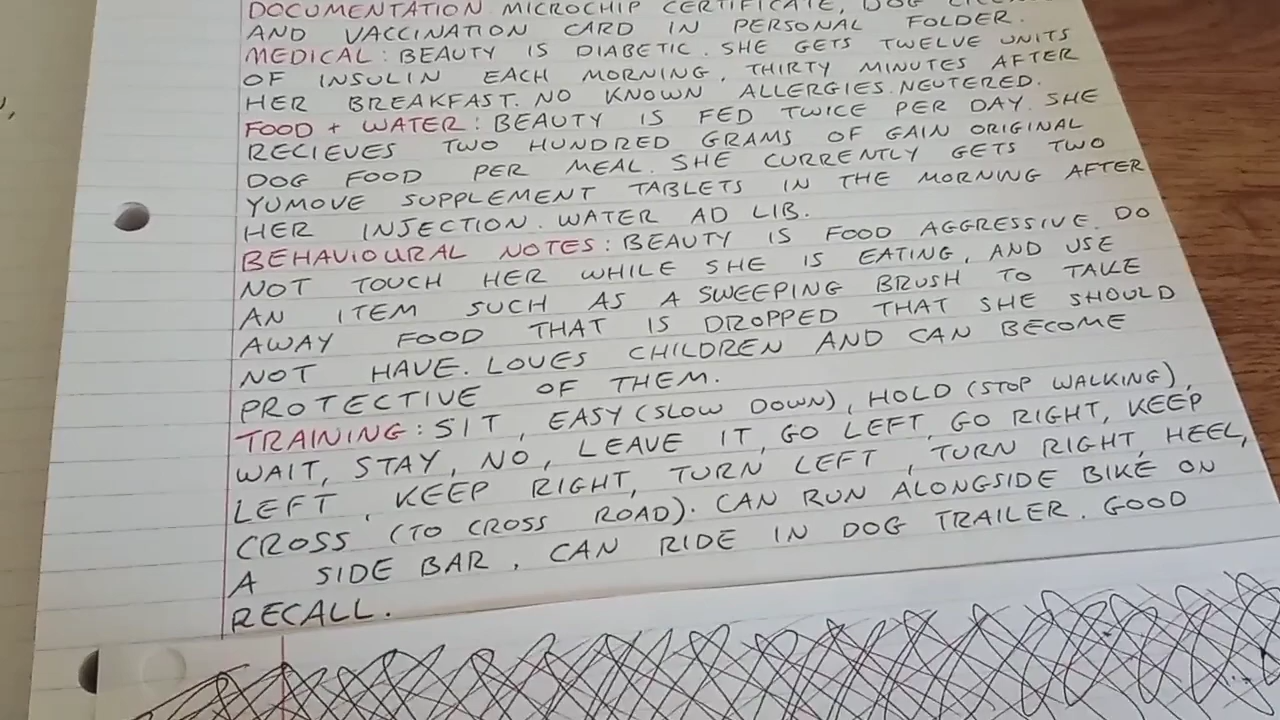 DOCUMENTATION MICROCHIP CERTIFICATE, DOG
AND VACCINATION CARD IN PERSONAL FOLDER.
MEDICAL: BEAUTY IS DIABETIC. SHE GETS TWELVE UNITS
OF INSULIN EACH MORNING, THIRTY MINUTES AFTER
HER BREAKFAST. NO KNOWN ALLERGIES. NEUTERED.
FOOD + WATER: BEAUTY IS FED TWICE PER DAY. SHE
RECIEVES TWO HUNDRED GRAMS OF GAIN ORIGINAL
DOG FOOD PER MEAL. SHE CURRENTLY GETS TWO
YUMOVE SUPPLEMENT TABLETS IN THE MORNING AFTER
HER INJECTION. WATER AD LIB.
BEHAVIOURAL NOTES: BEAUTY IS FOOD AGGRESSIVE. DO
NOT TOUCH HER WHILE SHE IS EATING, AND USE
AN ITEM SUCH AS A SWEEPING BRUSH TO TAKE
AWAY FOOD THAT IS DROPPED THAT SHE SHOULD
NOT HAVE. LOVES CHILDREN AND CAN BECOME
PROTECTIVE OF THEM.
TRAINING: SIT, EASY (SLOW DOWN), HOLD (STOP WALKING),
WAIT, STAY, NO, LEAVE IT, GO LEFT, GO RIGHT, KEEP
LEFT, KEEP RIGHT, TURN LEFT, TURN RIGHT, HEEL,
CROSS (TO CROSS ROAD). CAN RUN ALONGSIDE BIKE ON
A SIDE BAR, CAN RIDE IN DOG TRAILER. GOOD
RECALL.